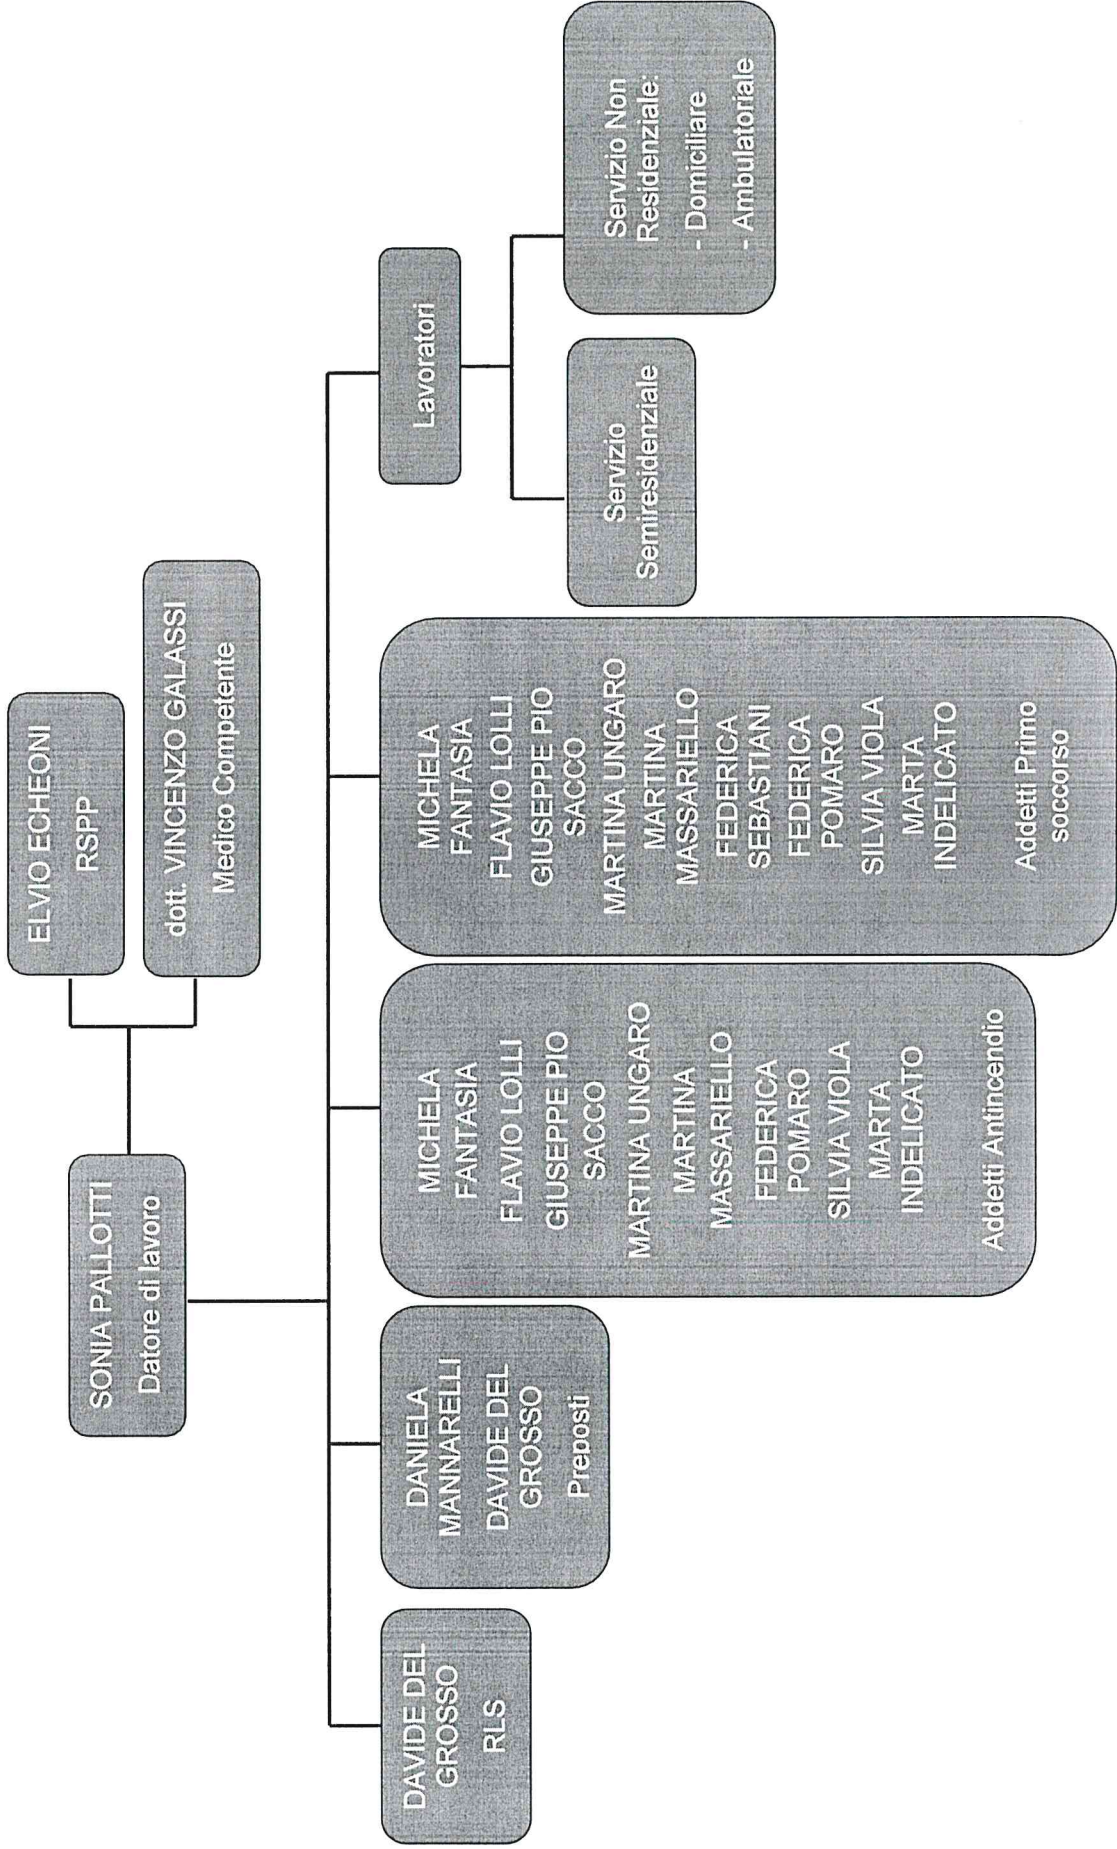 ELVIO ECHEONI
RSPP
SONIA PALLOTTI
Datore di lavoro
dott. VINCENZO GALASSI
Medico Competente
DAVIDE DEL
GROSSO
RLS
DANIELA
MANNARELLI
DAVIDE DEL
GROSSO
Preposti
MICHELA
FANTASIA
FLAVIO LOLLI
GIUSEPPE PIO
SACCO
MARTINA UNGARO
MARTINA
MASSARIELLO
FEDERICA
POMARO
SILVIA VIOLA
MARTA
INDELICATO
Addetti Antincendio
MICHELA
FANTASIA
FLAVIO LOLLI
GIUSEPPE PIO
SACCO
MARTINA UNGARO
MARTINA
MASSARIELLO
FEDERICA
SEBASTIANI
FEDERICA
POMARO
SILVIA VIOLA
MARTA
INDELICATO
Addetti Primo
soccorso
Lavoratori
Servizio
Semiresidenziale
Servizio Non
Residenziale:
- Domiciliare
- Ambulatoriale